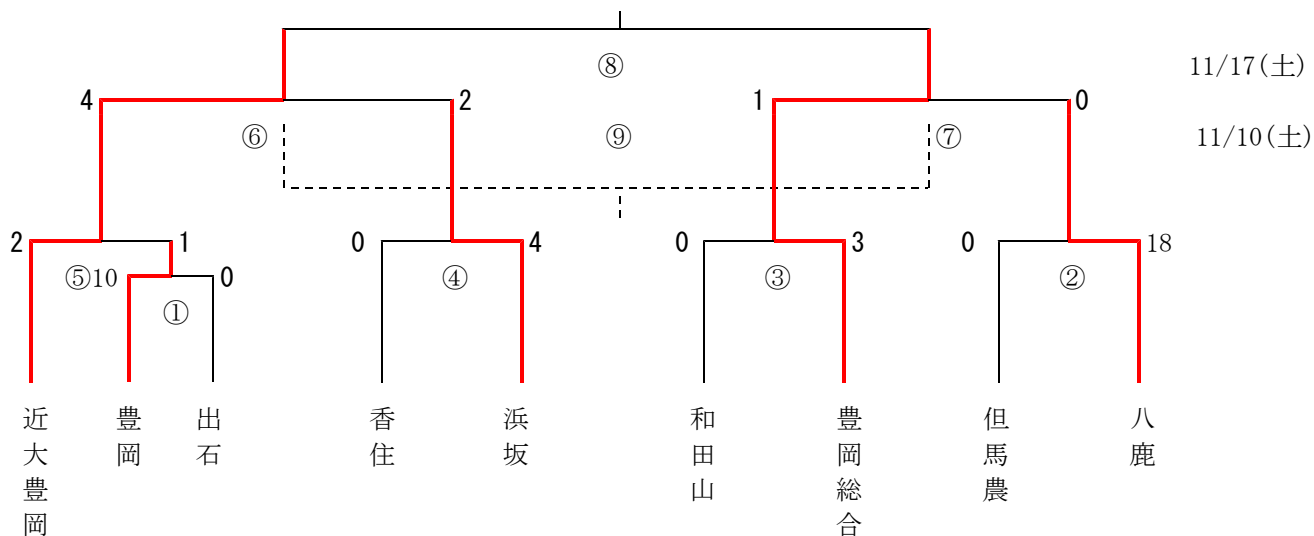 ⑧
11/17(土)
4
2
1
0
⑥
⑨
⑦
11/10(土)
2
1
0
4
0
3
0
18
⑤10
0
④
③
②
①
近大豊岡
豊岡
出石
香住
浜坂
和田山
豊岡総合
但馬農
八鹿